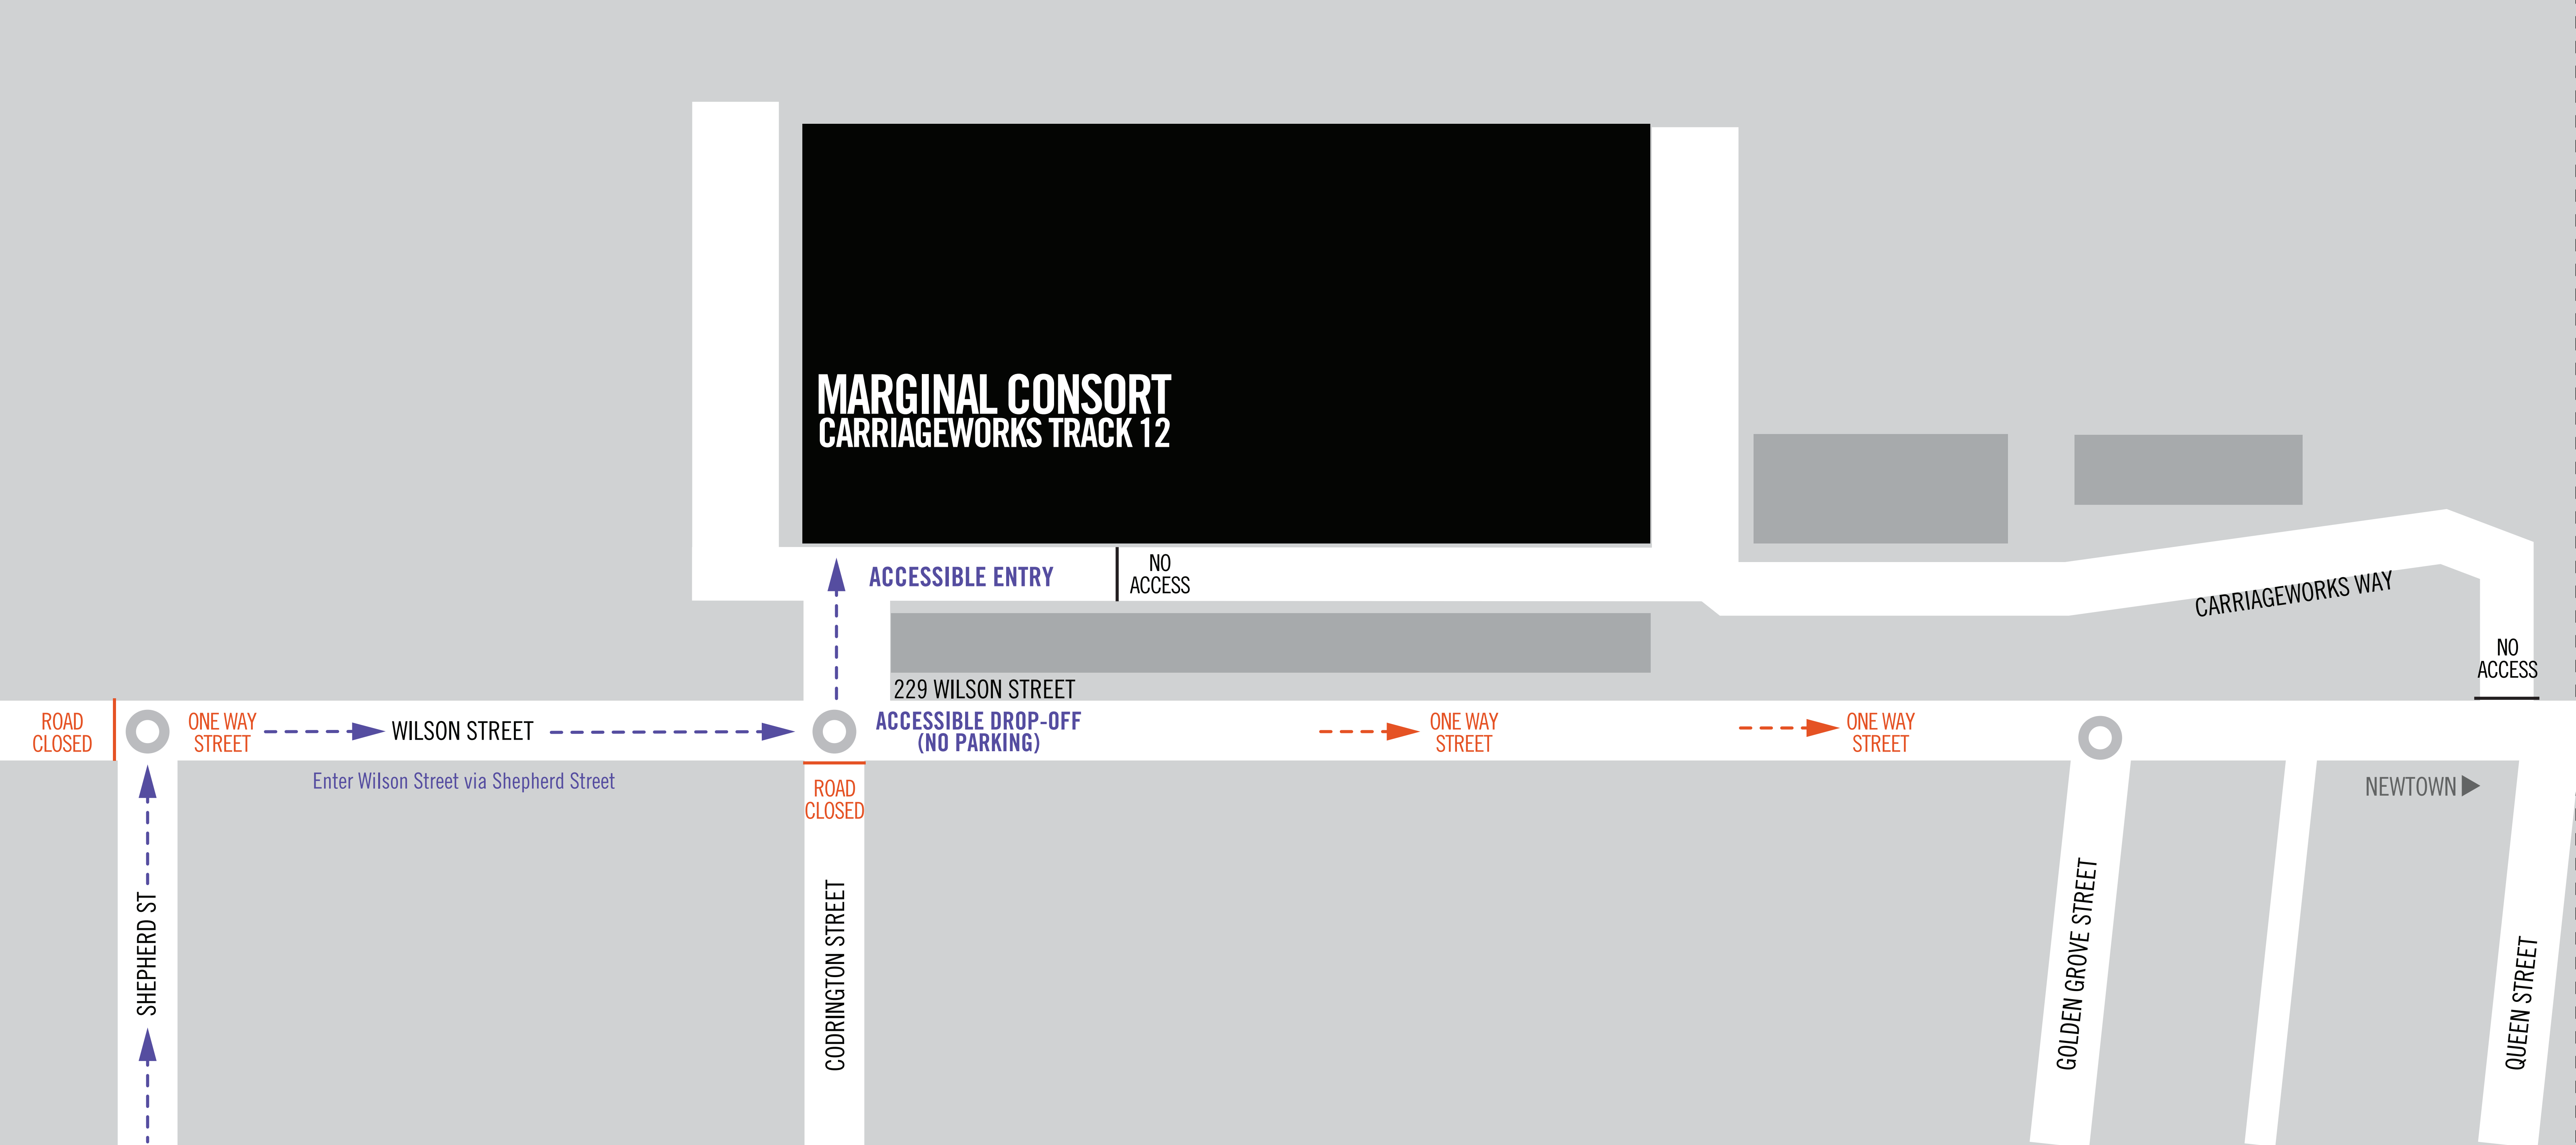 MARGINAL CONSORT
CARRIAGEWORKS TRACK 12
ACCESSIBLE ENTRY
NO
ACCESS
CARRIAGEWORKS WAY
NO
ACCESS
229 WILSON STREET
ROAD
CLOSED
ONE WAY
STREET
WILSON STREET
ACCESSIBLE DROP-OFF
(NO PARKING)
ONE WAY
STREET
ONE WAY
STREET
Enter Wilson Street via Shepherd Street
ROAD
CLOSED
NEWTOWN
SHEPHERD ST
CODRINGTON STREET
GOLDEN GROVE STREET
QUEEN STREET